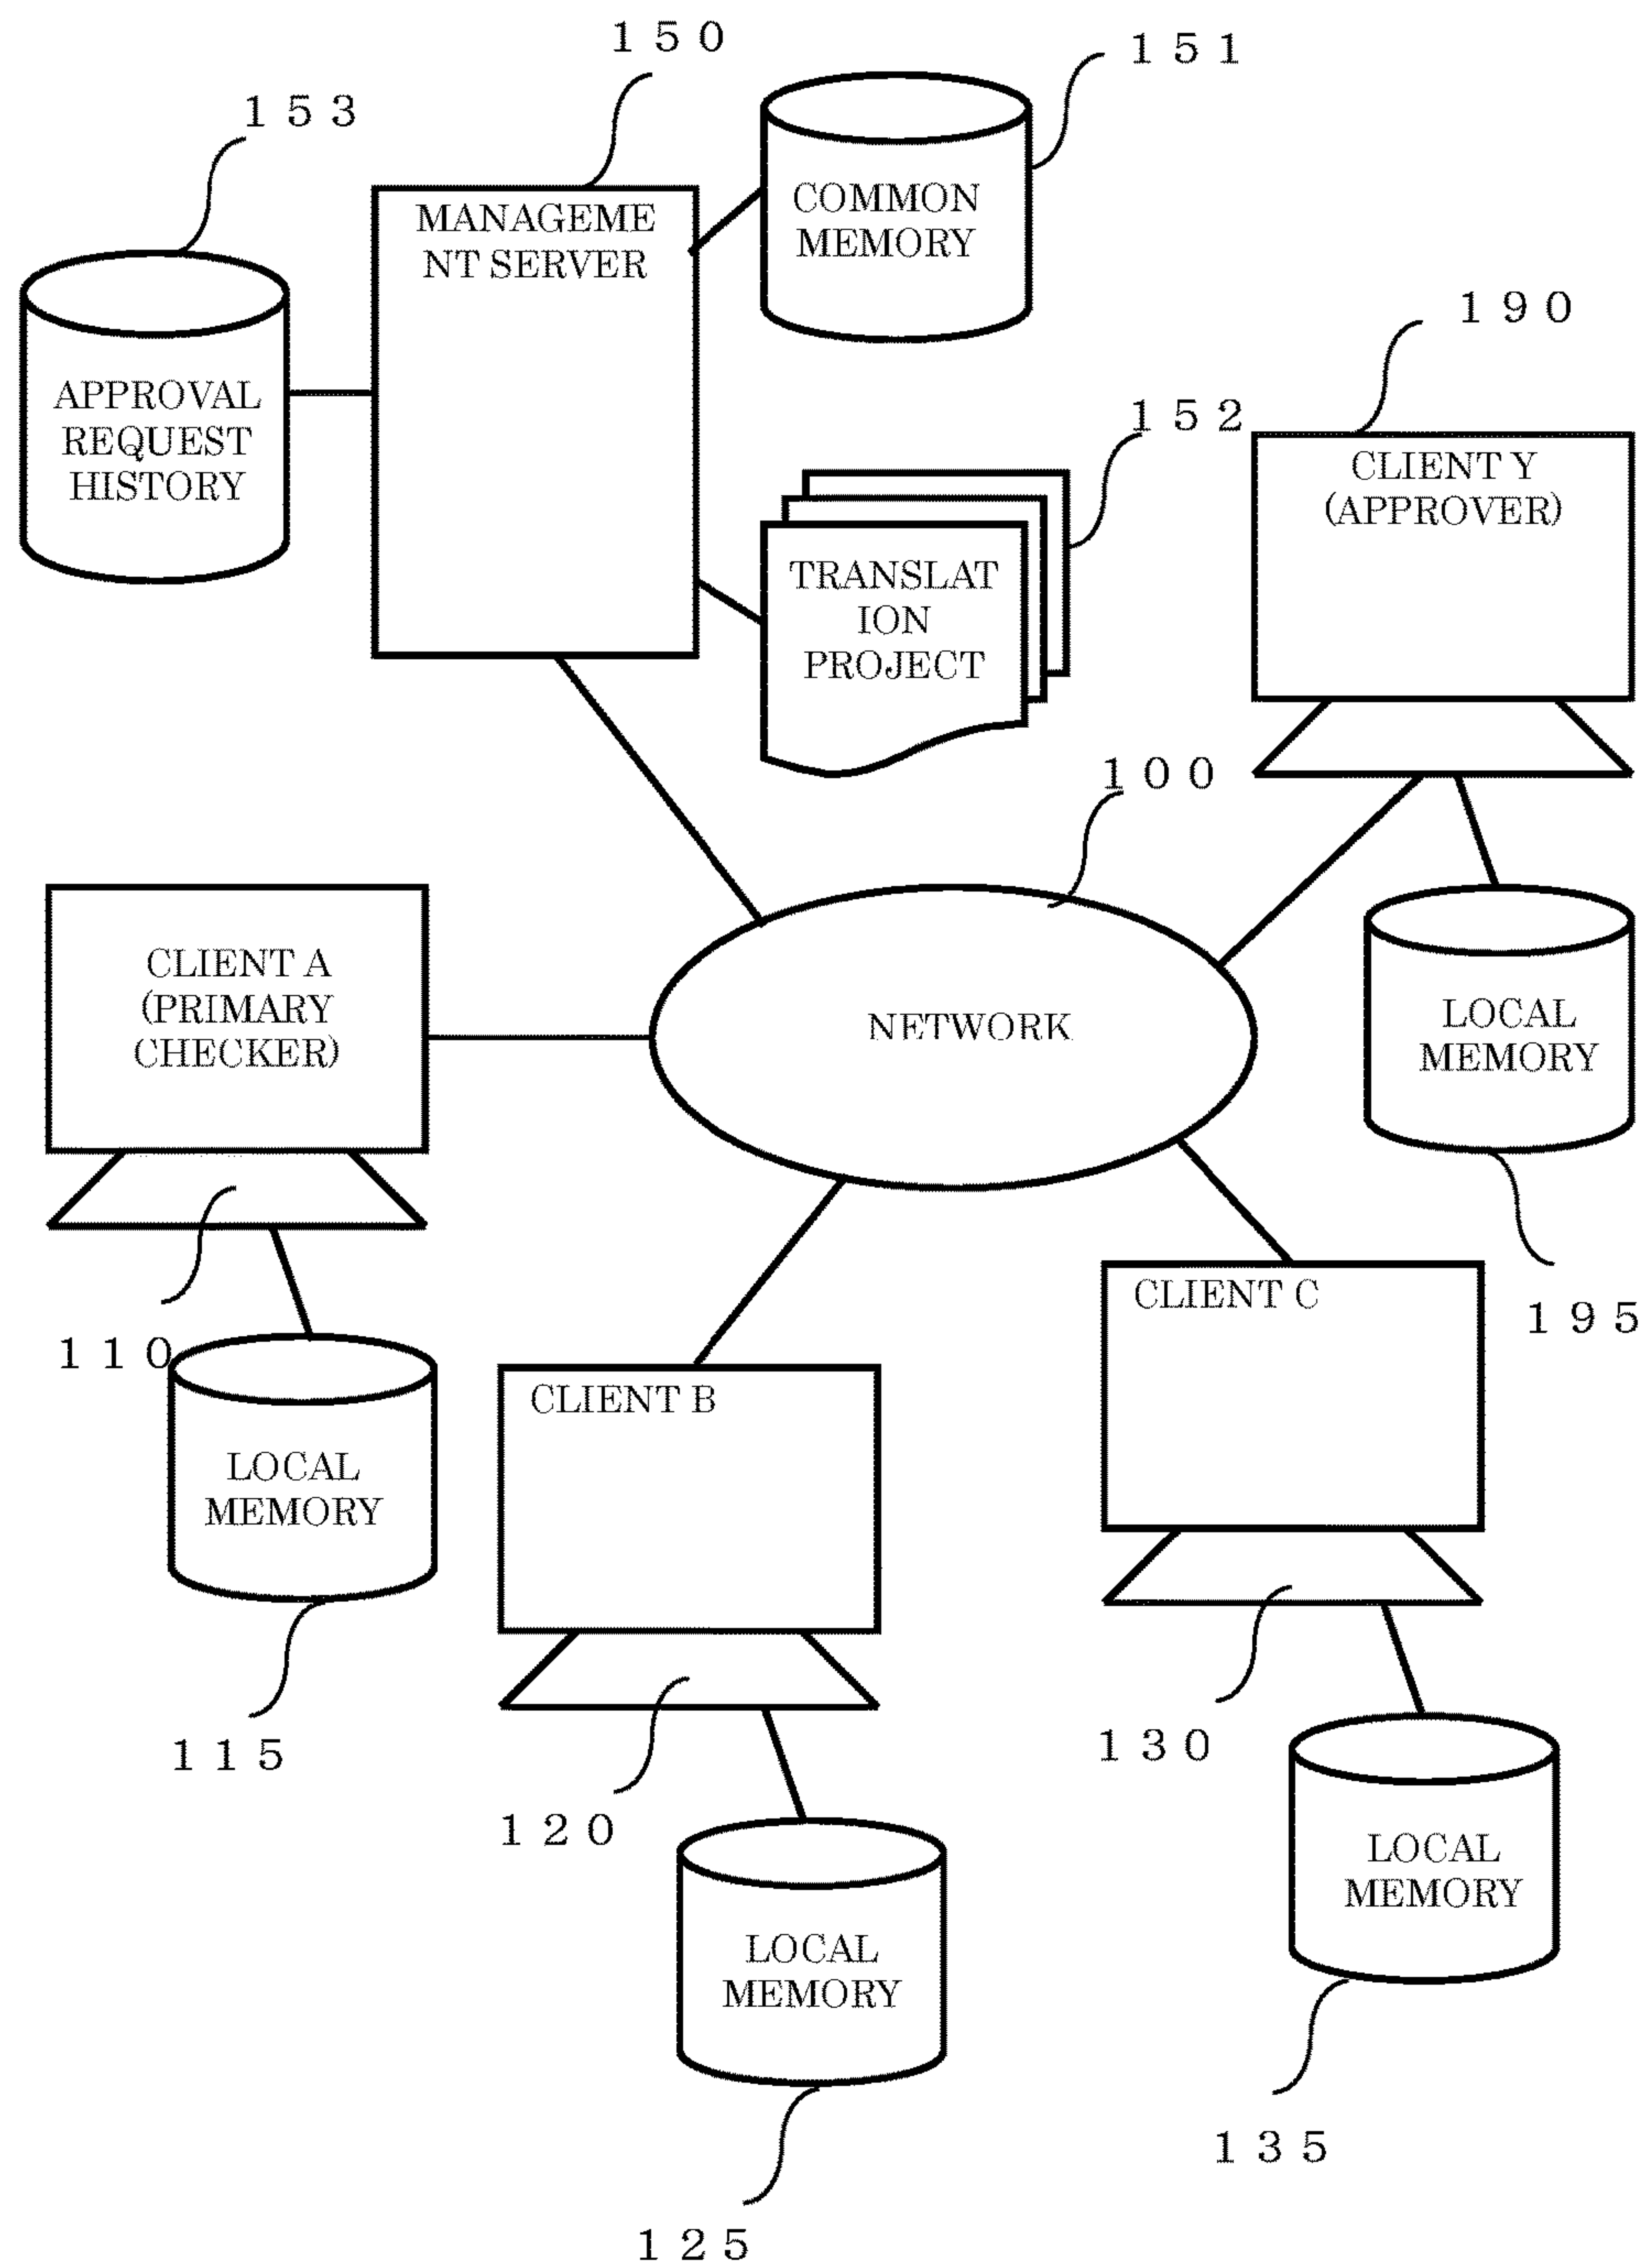 150
151
153
MANAGEME
NT SERVER
COMMON
MEMORY
190
APPROVAL
REQUEST
HISTORY
152
CLIENT Y
(APPROVER)
TRANSLAT
ION
PROJECT
100
CLIENT A
(PRIMARY
CHECKER)
NETWORK
LOCAL
MEMORY
110
CLIENT C
195
CLIENT B
LOCAL
MEMORY
115
120
130
LOCAL
MEMORY
LOCAL
MEMORY
135
125